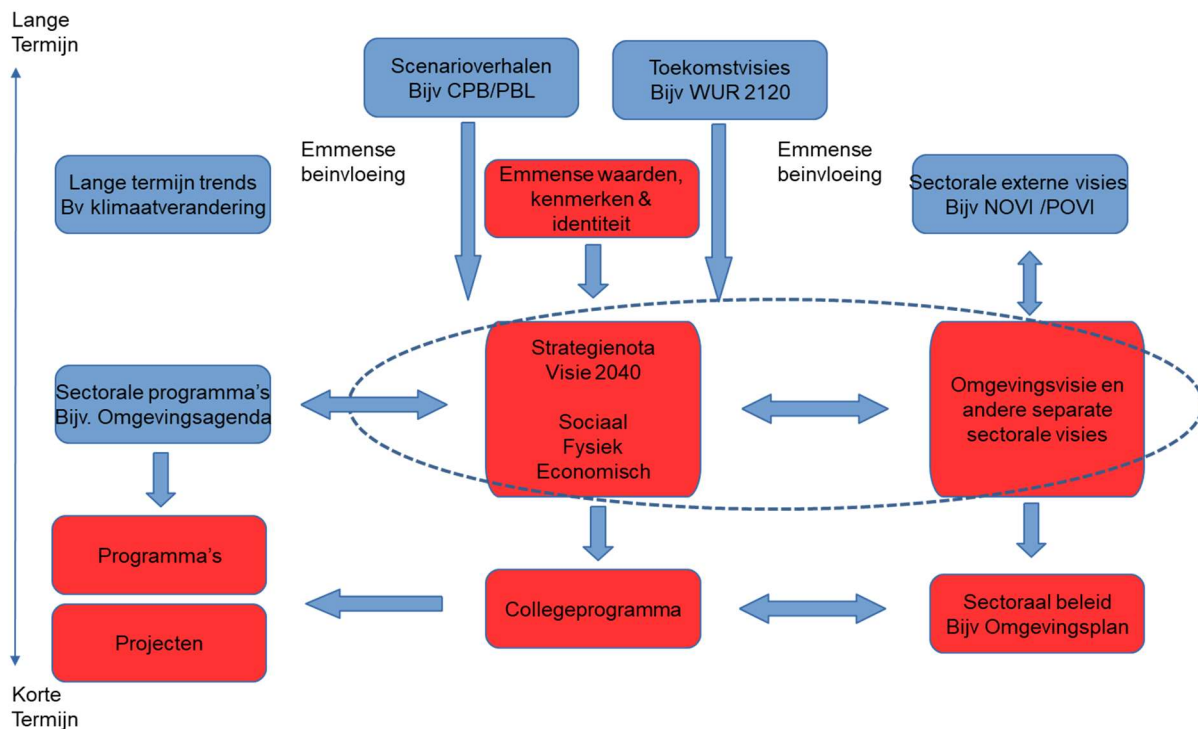 Lange
Termijn
Scenarioverhalen
Bijv CPB/PBL
Toekomstvisies
Bijv WUR 2120
Emmense
beinvloeing
Emmense
beinvloeing
Lange termijn trends
Bv klimaatverandering
Emmense waarden,
kenmerken &
identiteit
Sectorale externe visies
Bijv NOVI /POVI
Strategienota
Visie 2040
Sociaal
Fysiek
Economisch
Sectorale programma's
Bijv. Omgevingsagenda
Omgevingsvisie en
andere separate
sectorale visies
Programma's
Collegeprogramma
Sectoraal beleid
Bijv Omgevingsplan
Projecten
Korte
Termijn